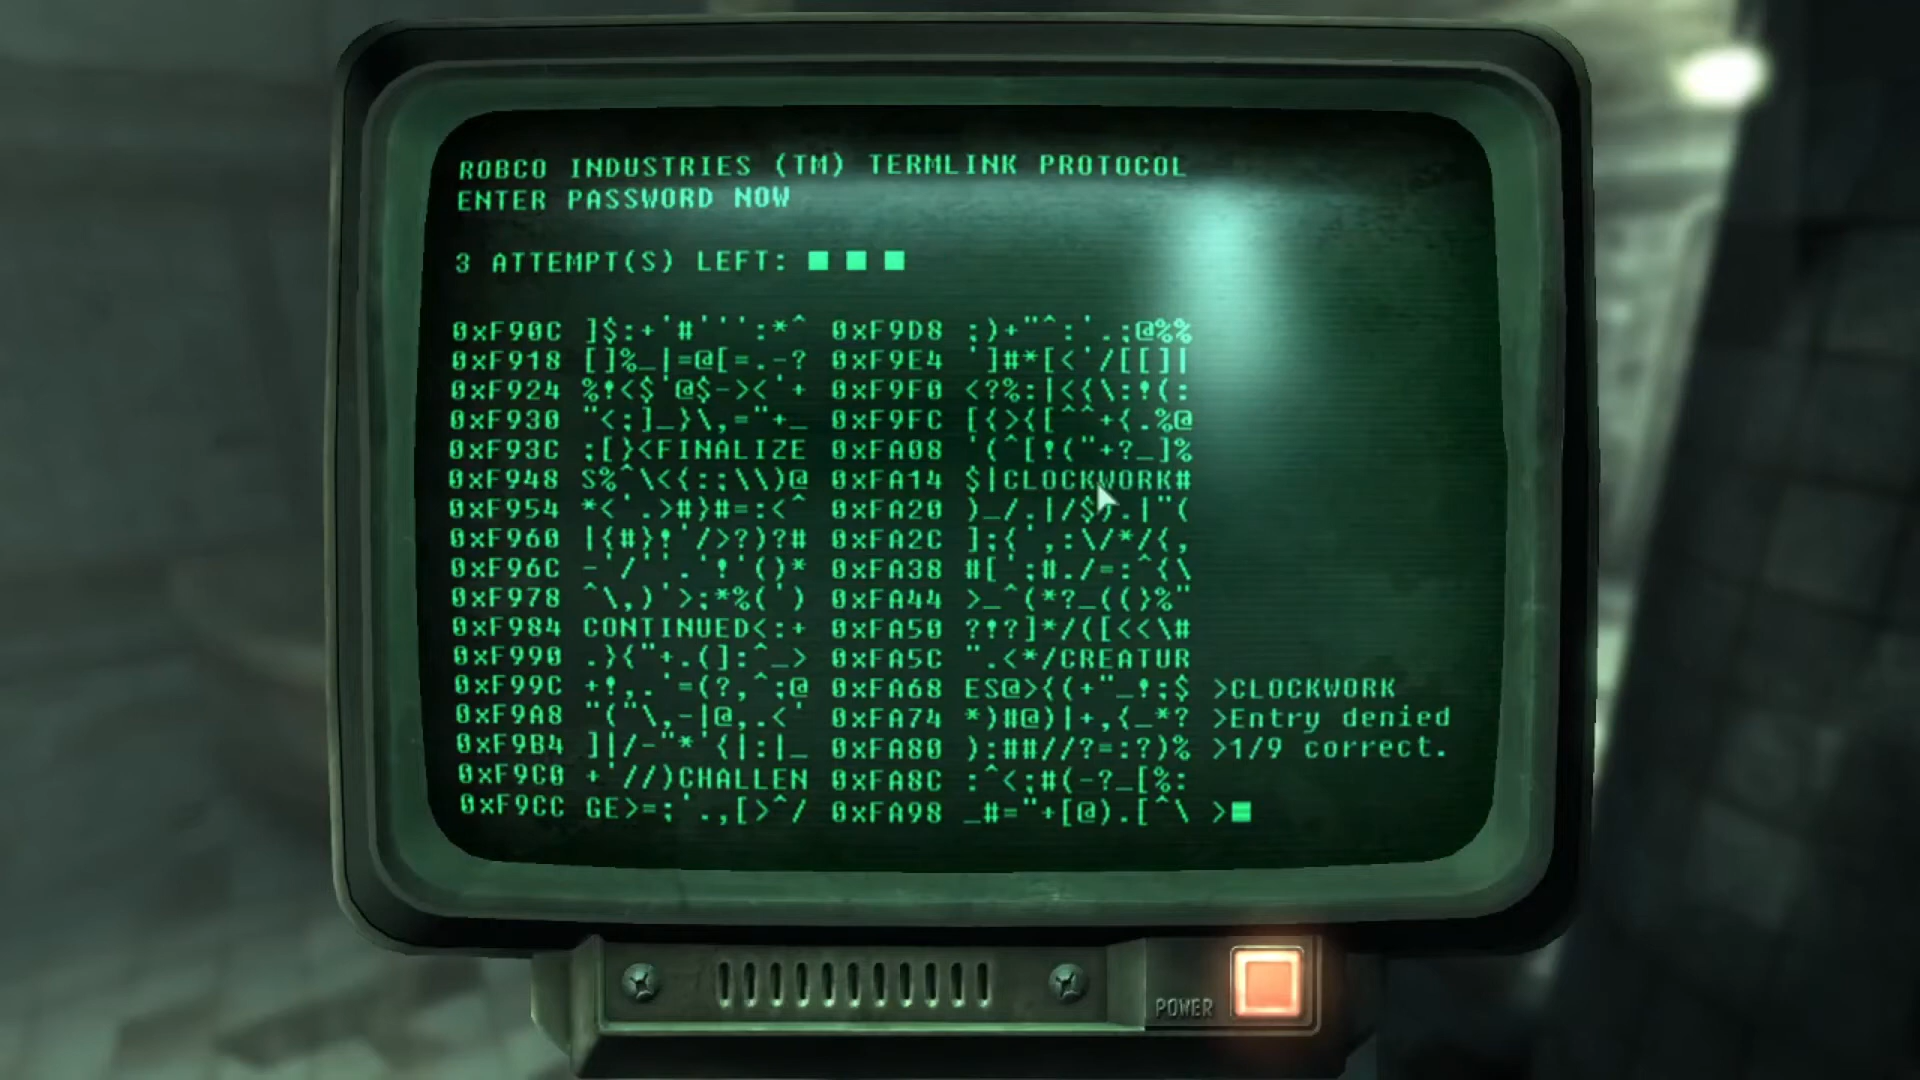 ROBCO INDUSTRIES (TM) TERMLINK PROTOCOL
ENTER PASSWORD NOW
3 ATTEMPT(S) LEFT: ■ ■ ■
0xF90C ]$:+'#''':*^ 0xF9D8 ;)+"^:'.;@%%
0xF918 []%_|=@[=.-? 0xF9E4 ']#*[<'/[[]|
0xF924 %!<$'@$-><'+ 0xF9F0 <?%:|<{\:!(:
0xF930 "<;]_}\,="+_ 0xF9FC [{>{[^^+{.%@
0xF93C ;[}<FINALIZE 0xFA08 '(^[!("+?_]%
0xF948 S%^\<{:;\\)@ 0xFA14 $|CLOCKWORK#
0xF954 *<'.>#}#=:<^ 0xFA20 )_/.|/$).|"(
0xF960 |{#}!'/>?)?# 0xFA2C ];{',:\/*/{,
0xF96C -'/''.'!'()* 0xFA38 #[';#./=:^{\
0xF978 ^\,)'>;*%(') 0xFA44 >_^(*?_((}%"
0xF984 CONTINUED<:+ 0xFA50 ?!?]*/([<<\#
0xF990 .}{"+.(]:^_> 0xFA5C ".<*/CREATUR
0xF99C +!,.'=(?,^;@ 0xFA68 ES@>{(+"_!;$ >CLOCKWORK
0xF9A8 "("\,-|@,.<' 0xFA74 *)#@)|+,{_*? >Entry denied
0xF9B4 ]|/-"*'{|:|_ 0xFA80 ):##//?=:?)% >1/9 correct.
0xF9C0 +'//)CHALLEN 0xFA8C :^<;#(-?_[%:
0xF9CC GE>=;'.,[>^/ 0xFA98 _#="+[@).[^\ >■
POWER